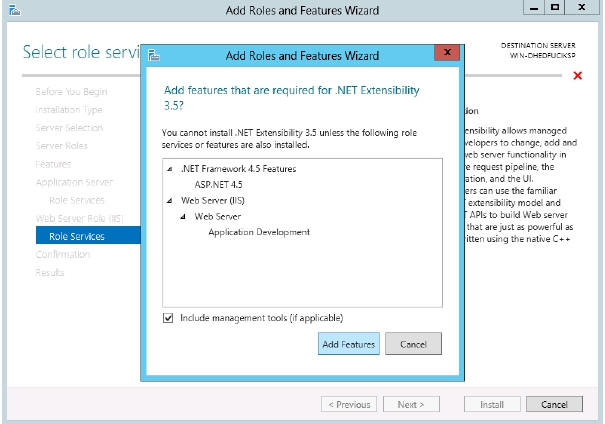 Add Roles and Features Wizard
Select role servi
DESTINATION SERVER
WIN-DHEDFUCIKSP
Before You Begin
Installation Type
Server Selection
Server Roles
Features
Application Server
Role Services
Web Server Role (IIS)
Role Services
Confirmation
Results
Add Roles and Features Wizard
Add features that are required for .NET Extensibility
3.5?
You cannot install .NET Extensibility 3.5 unless the following role
services or features are also installed.
.NET Framework 4.5 Features
ASP.NET 4.5
Web Server (IIS)
Web Server
Application Development
Include management tools (if applicable)
Add Features
Cancel
tion
ensibility allows managed
velopers to change, add and
web server functionality in
re request pipeline, the
ation, and the UI.
ers can use the familiar
extensibility model and
T APIs to build Web server
that are just as powerful as
ritten using the native C++
< Previous
Next >
Install
Cancel